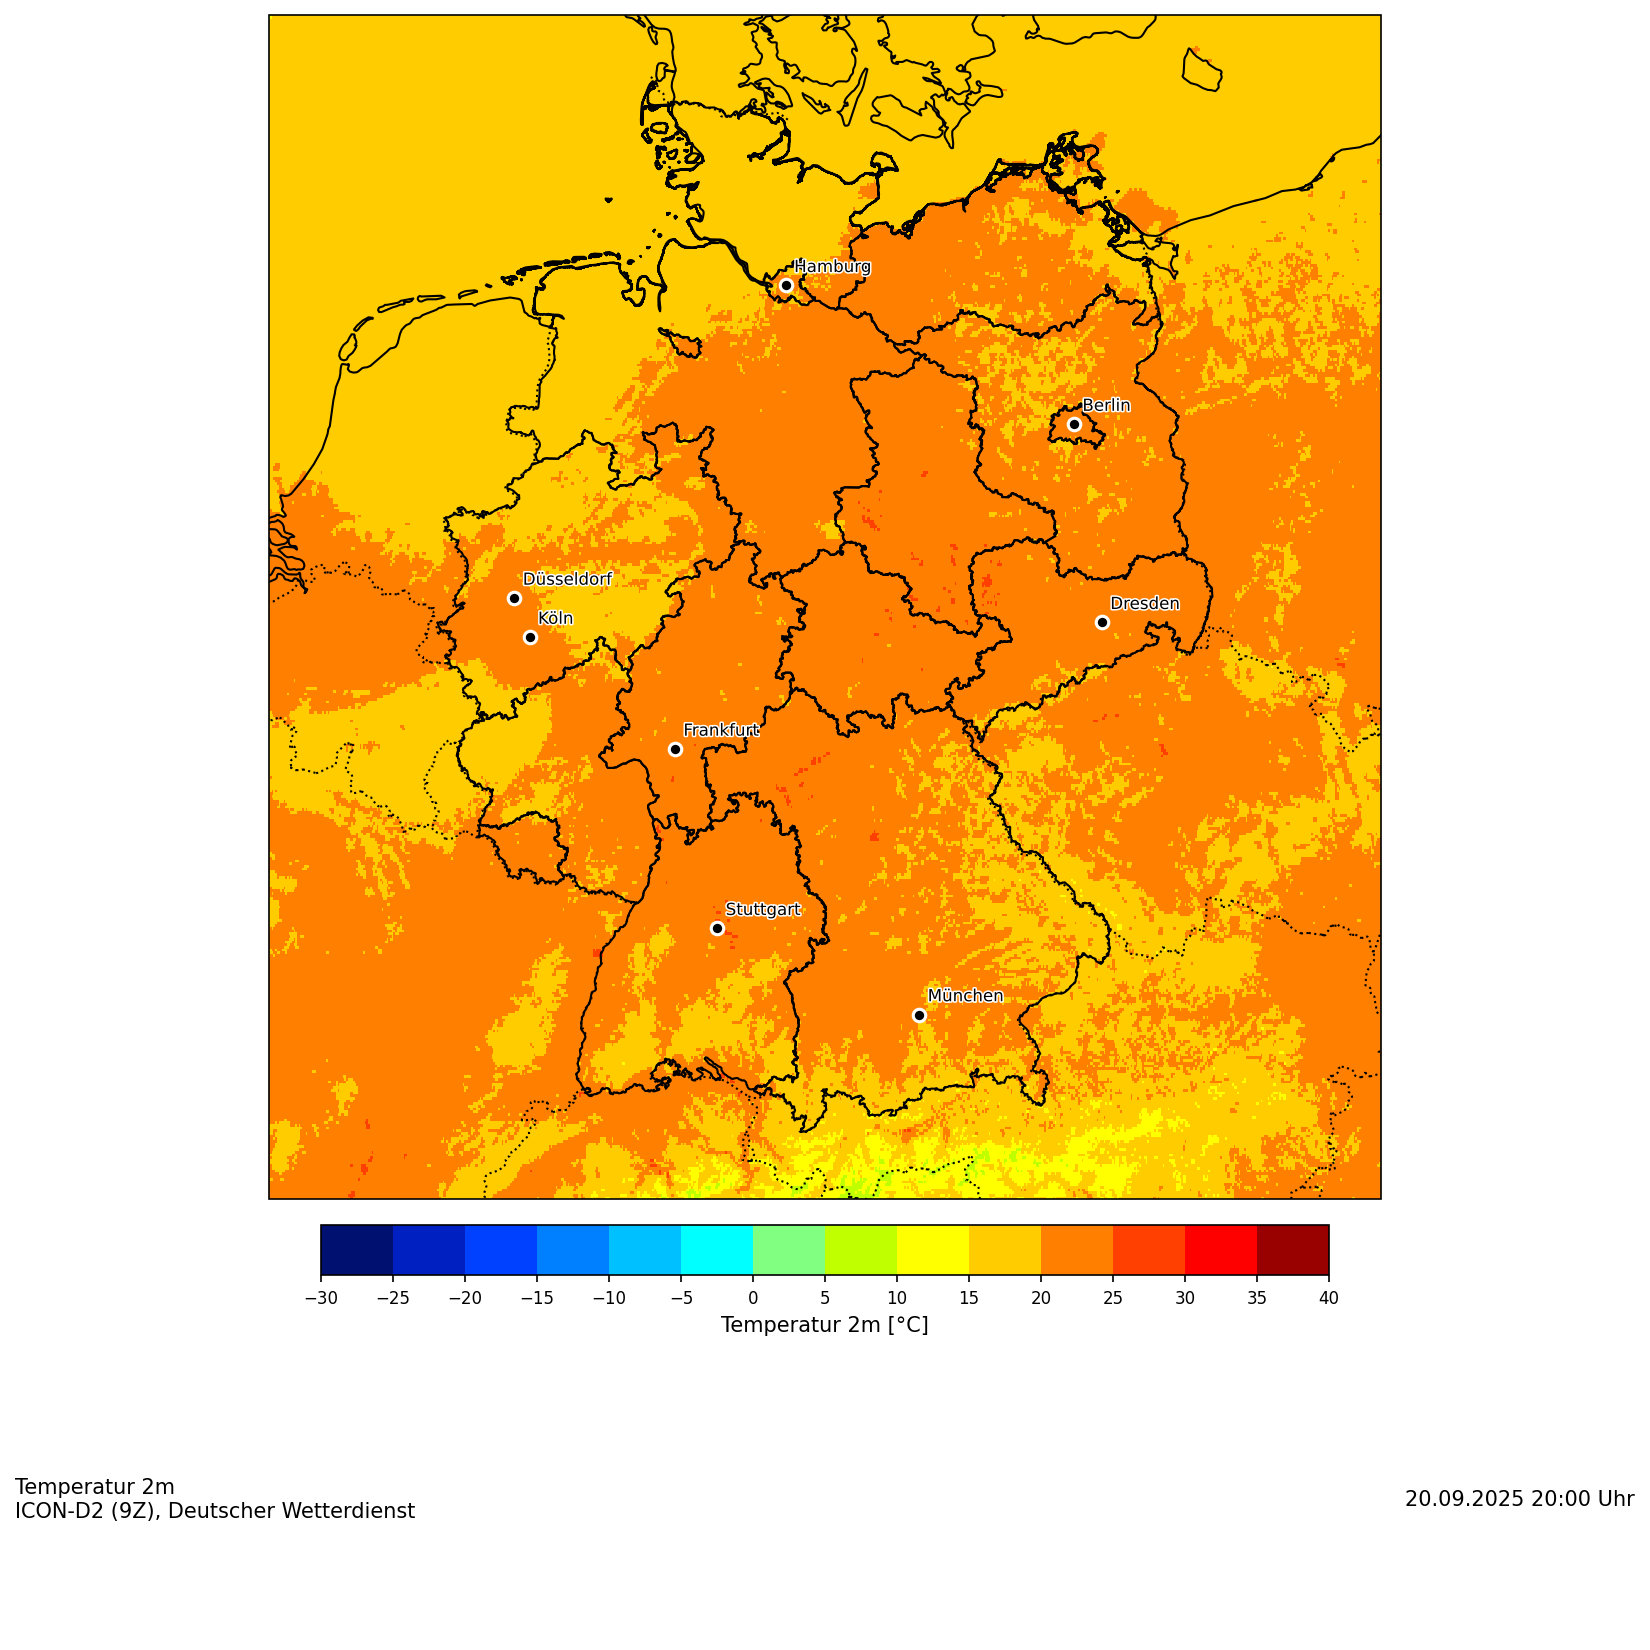 Hamburg
Berlin
Düsseldorf
Köln
Dresden
Frankfurt
Stuttgart
München
−30 −25 −20 −15 −10 −5 0 5 10 15 20 25 30 35 40
Temperatur 2m [°C]
Temperatur 2m
ICON-D2 (9Z), Deutscher Wetterdienst
20.09.2025 20:00 Uhr